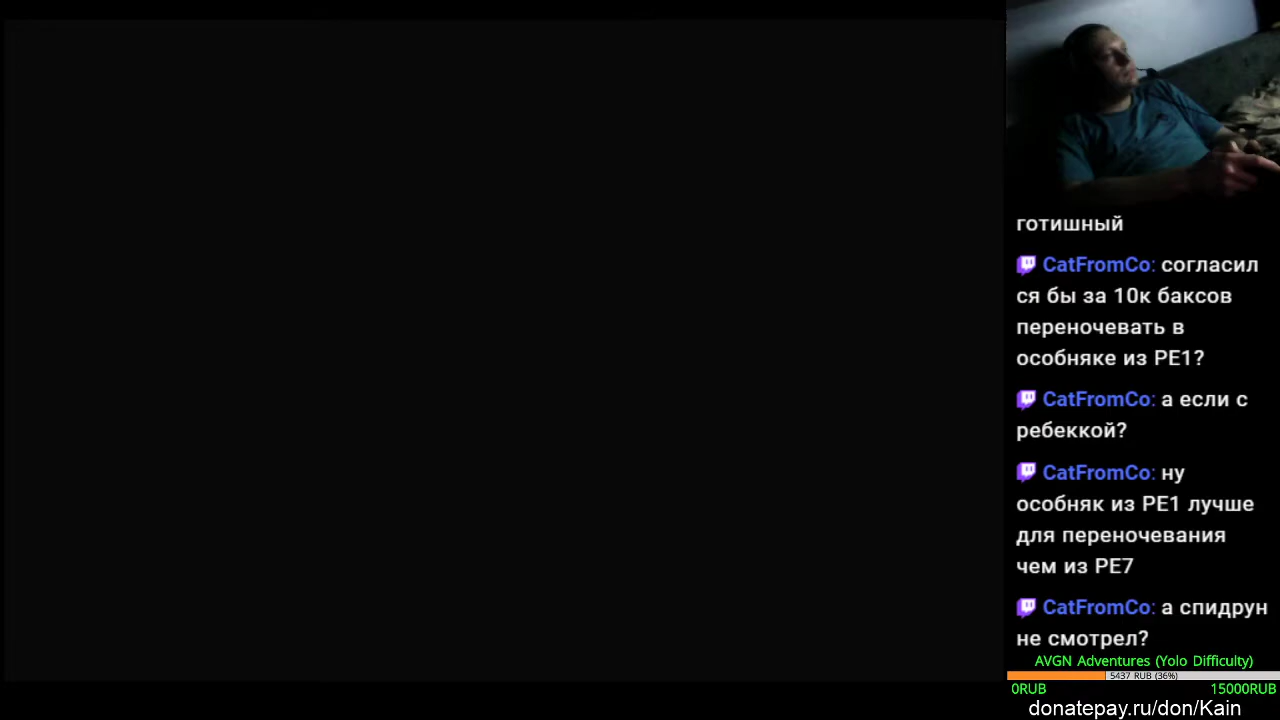 готишный
CatFromCo: согласил
ся бы за 10к баксов
переночевать в
особняке из РЕ1?
CatFromCo: а если с
ребеккой?
CatFromCo: ну
особняк из РЕ1 лучше
для переночевания
чем из РЕ7
CatFromCo: а спидрун
не смотрел?
AVGN Adventures (Yolo Difficulty)
5437 RUB (36%)
0RUB 15000RUB
donatepay.ru/don/Kain